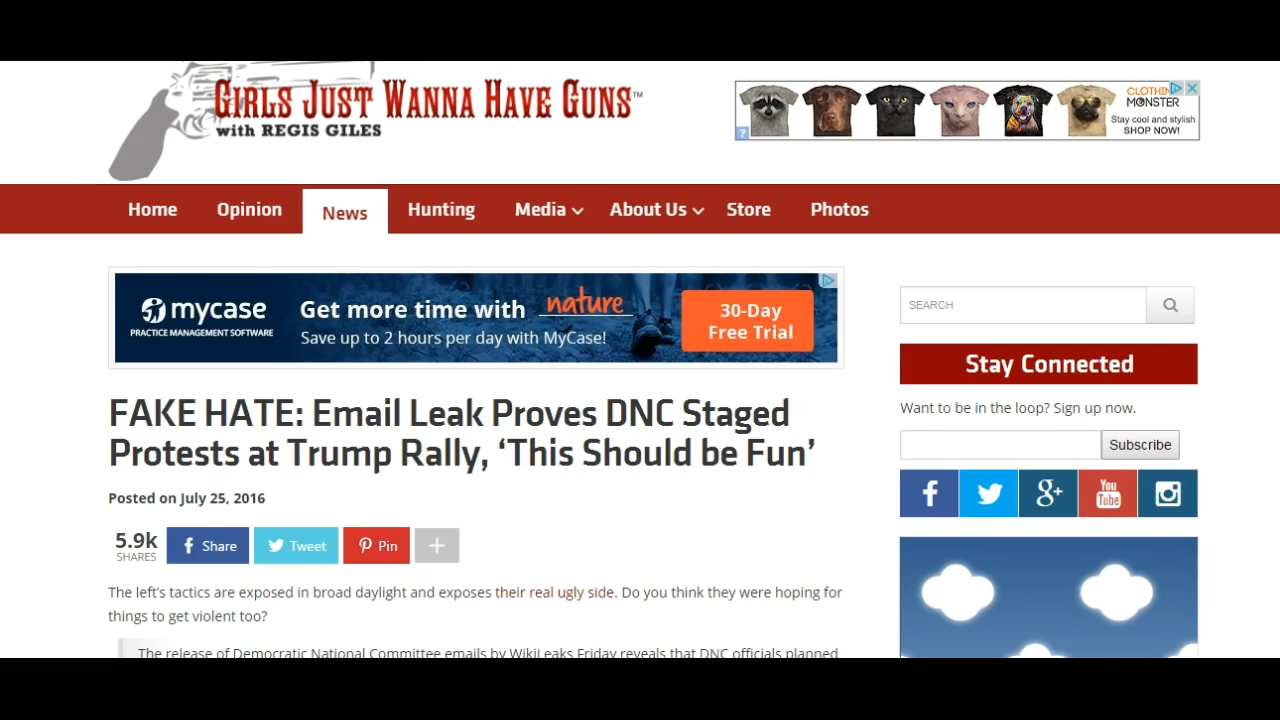 GIRLS JUST WANNA HAVE GUNS™
with REGIS GILES
CLOTHING
MONSTER
Stay cool and stylish
SHOP NOW!
?
Home Opinion News Hunting Media About Us Store Photos
mycase
PRACTICE MANAGEMENT SOFTWARE
Get more time with nature
Save up to 2 hours per day with MyCase!
30-Day
Free Trial
SEARCH
Stay Connected
Want to be in the loop? Sign up now.
Subscribe
f g+ You Tube
FAKE HATE: Email Leak Proves DNC Staged
Protests at Trump Rally, ‘This Should be Fun’
Posted on July 25, 2016
5.9k
SHARES
Share Tweet Pin
The left’s tactics are exposed in broad daylight and exposes their real ugly side. Do you think they were hoping for
things to get violent too?
The release of Democratic National Committee emails by WikiLeaks Friday reveals that DNC officials planned